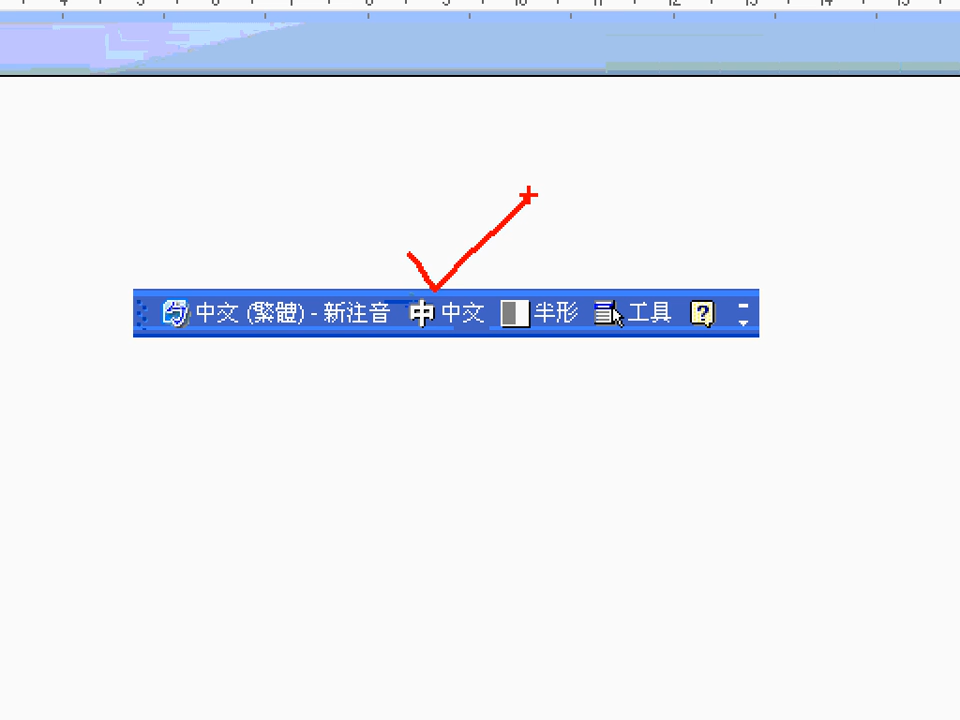 中文 (繁體) - 新注音 中 中文 半形 工具 ?